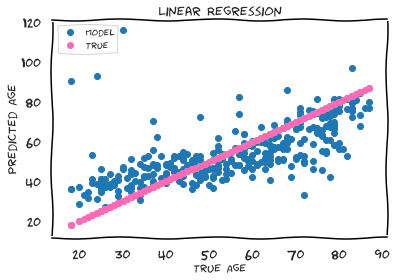 LINEAR REGRESSION
MODEL
TRUE
PREDICTED AGE
120
100
80
60
40
20
20 30 40 50 60 70 80 90
TRUE AGE